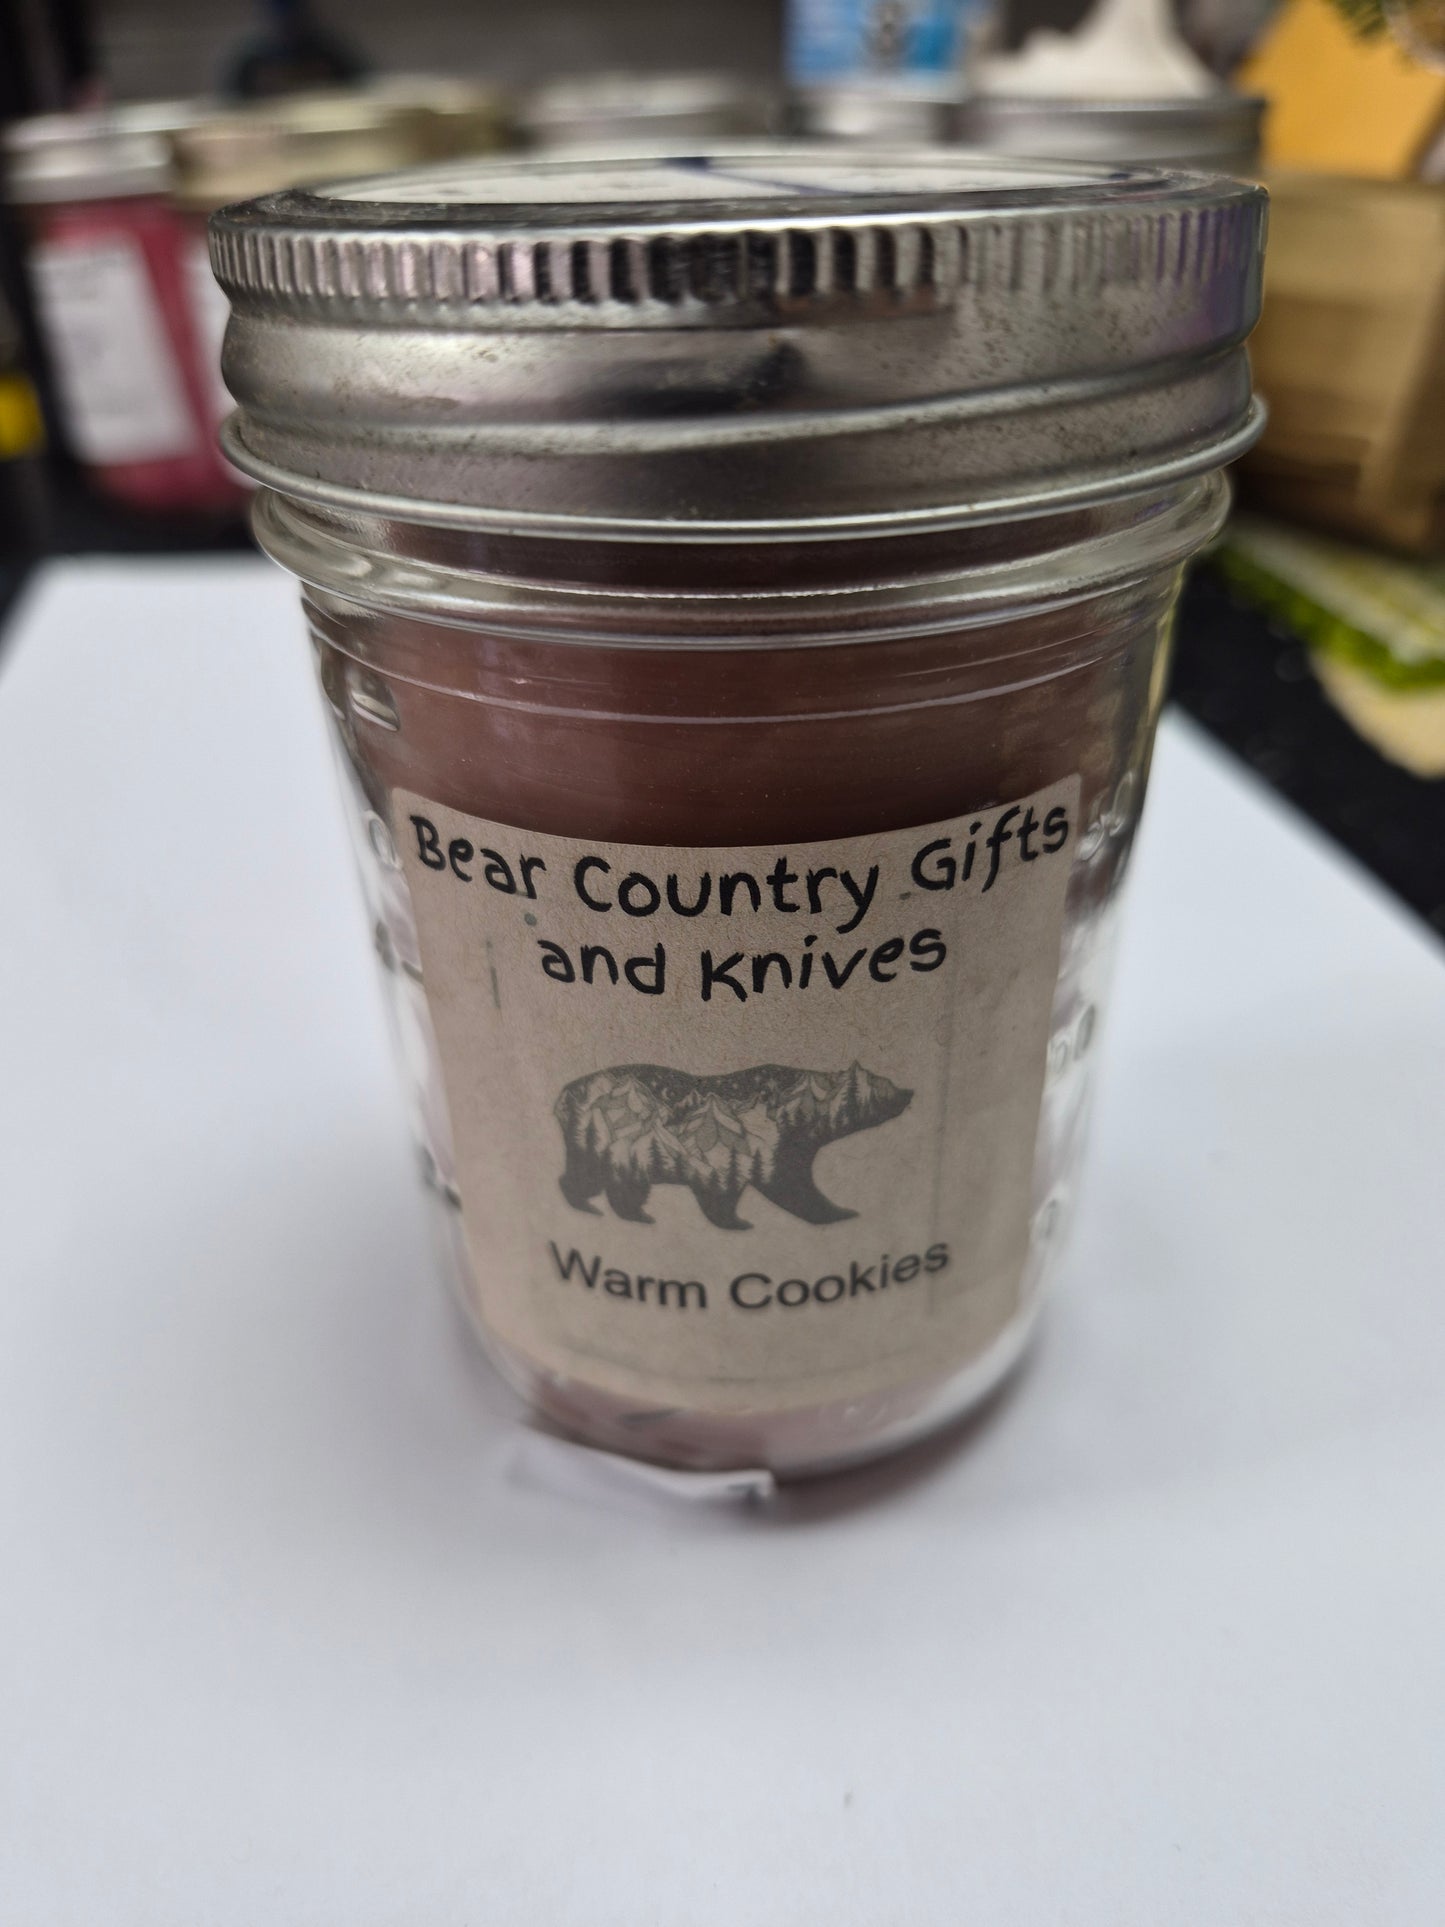 Bear Country Gifts
and Knives
Warm Cookies